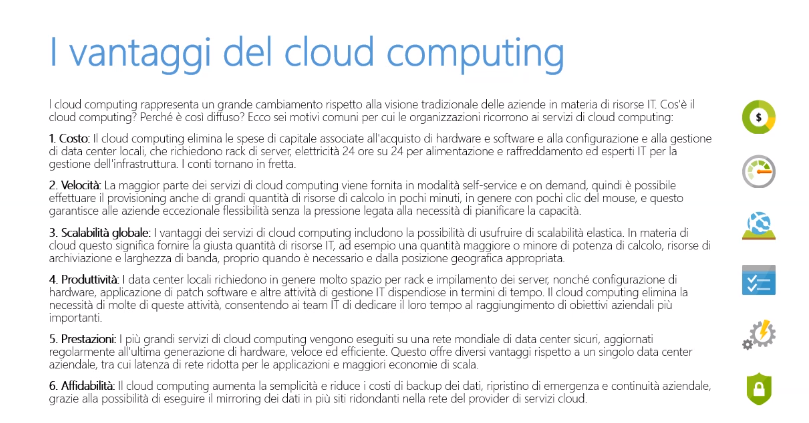 I vantaggi del cloud computing
Il cloud computing rappresenta un grande cambiamento rispetto alla visione tradizionale delle aziende in materia di risorse IT. Cos'è il
cloud computing? Perché è così diffuso? Ecco sei motivi comuni per cui le organizzazioni ricorrono ai servizi di cloud computing:
1. Costo: Il cloud computing elimina le spese di capitale associate all'acquisto di hardware e software e alla configurazione e alla gestione
di data center locali, che richiedono rack di server, elettricità 24 ore su 24 per alimentazione e raffreddamento ed esperti IT per la
gestione dell'infrastruttura. I conti tornano in fretta.
2. Velocità: La maggior parte dei servizi di cloud computing viene fornita in modalità self-service e on demand, quindi è possibile
effettuare il provisioning anche di grandi quantità di risorse di calcolo in pochi minuti, in genere con pochi clic del mouse, e questo
garantisce alle aziende eccezionale flessibilità senza la pressione legata alla necessità di pianificare la capacità.
3. Scalabilità globale: I vantaggi dei servizi di cloud computing includono la possibilità di usufruire di scalabilità elastica. In materia di
cloud questo significa fornire la giusta quantità di risorse IT, ad esempio una quantità maggiore o minore di potenza di calcolo, risorse di
archiviazione e larghezza di banda, proprio quando è necessario e dalla posizione geografica appropriata.
4. Produttività: I data center locali richiedono in genere molto spazio per rack e impilamento dei server, nonché configurazione di
hardware, applicazione di patch software e altre attività di gestione IT dispendiose in termini di tempo. Il cloud computing elimina la
necessità di molte di queste attività, consentendo ai team IT di dedicare il loro tempo al raggiungimento di obiettivi aziendali più
importanti.
5. Prestazioni: I più grandi servizi di cloud computing vengono eseguiti su una rete mondiale di data center sicuri, aggiornati
regolarmente all'ultima generazione di hardware, veloce ed efficiente. Questo offre diversi vantaggi rispetto a un singolo data center
aziendale, tra cui latenza di rete ridotta per le applicazioni e maggiori economie di scala.
6. Affidabilità: Il cloud computing aumenta la semplicità e riduce i costi di backup dei dati, ripristino di emergenza e continuità aziendale,
grazie alla possibilità di eseguire il mirroring dei dati in più siti ridondanti nella rete del provider di servizi cloud.
$